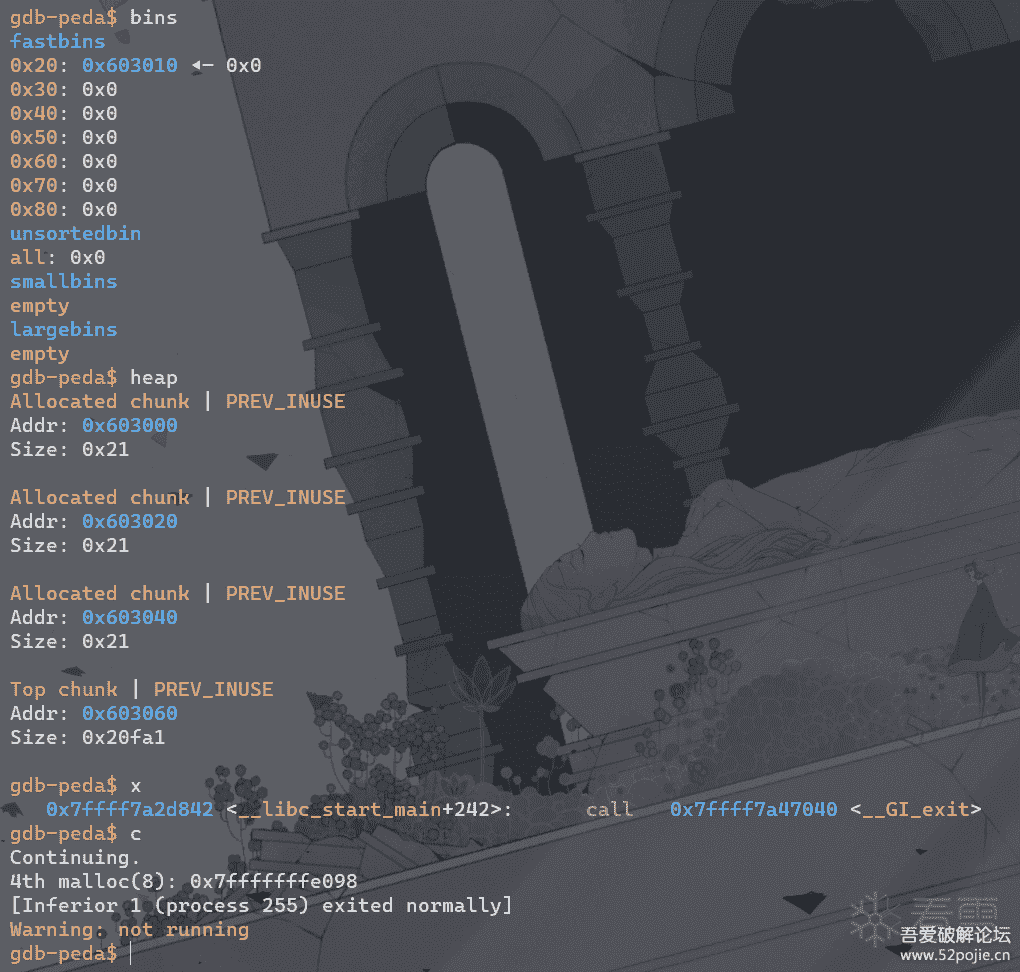 gdb-peda$ bins
fastbins
0x20: 0x603010 ◂— 0x0
0x30: 0x0
0x40: 0x0
0x50: 0x0
0x60: 0x0
0x70: 0x0
0x80: 0x0
unsortedbin
all: 0x0
smallbins
empty
largebins
empty
gdb-peda$ heap
Allocated chunk | PREV_INUSE
Addr: 0x603000
Size: 0x21
Allocated chunk | PREV_INUSE
Addr: 0x603020
Size: 0x21
Allocated chunk | PREV_INUSE
Addr: 0x603040
Size: 0x21
Top chunk | PREV_INUSE
Addr: 0x603060
Size: 0x20fa1
gdb-peda$ x
0x7ffff7a2d842 <__libc_start_main+242>: call 0x7ffff7a47040 <__GI_exit>
gdb-peda$ c
Continuing.
4th malloc(8): 0x7fffffffe098
[Inferior 1 (process 255) exited normally]
Warning: not running
gdb-peda$
看雪
吾爱破解论坛
www.52pojie.cn